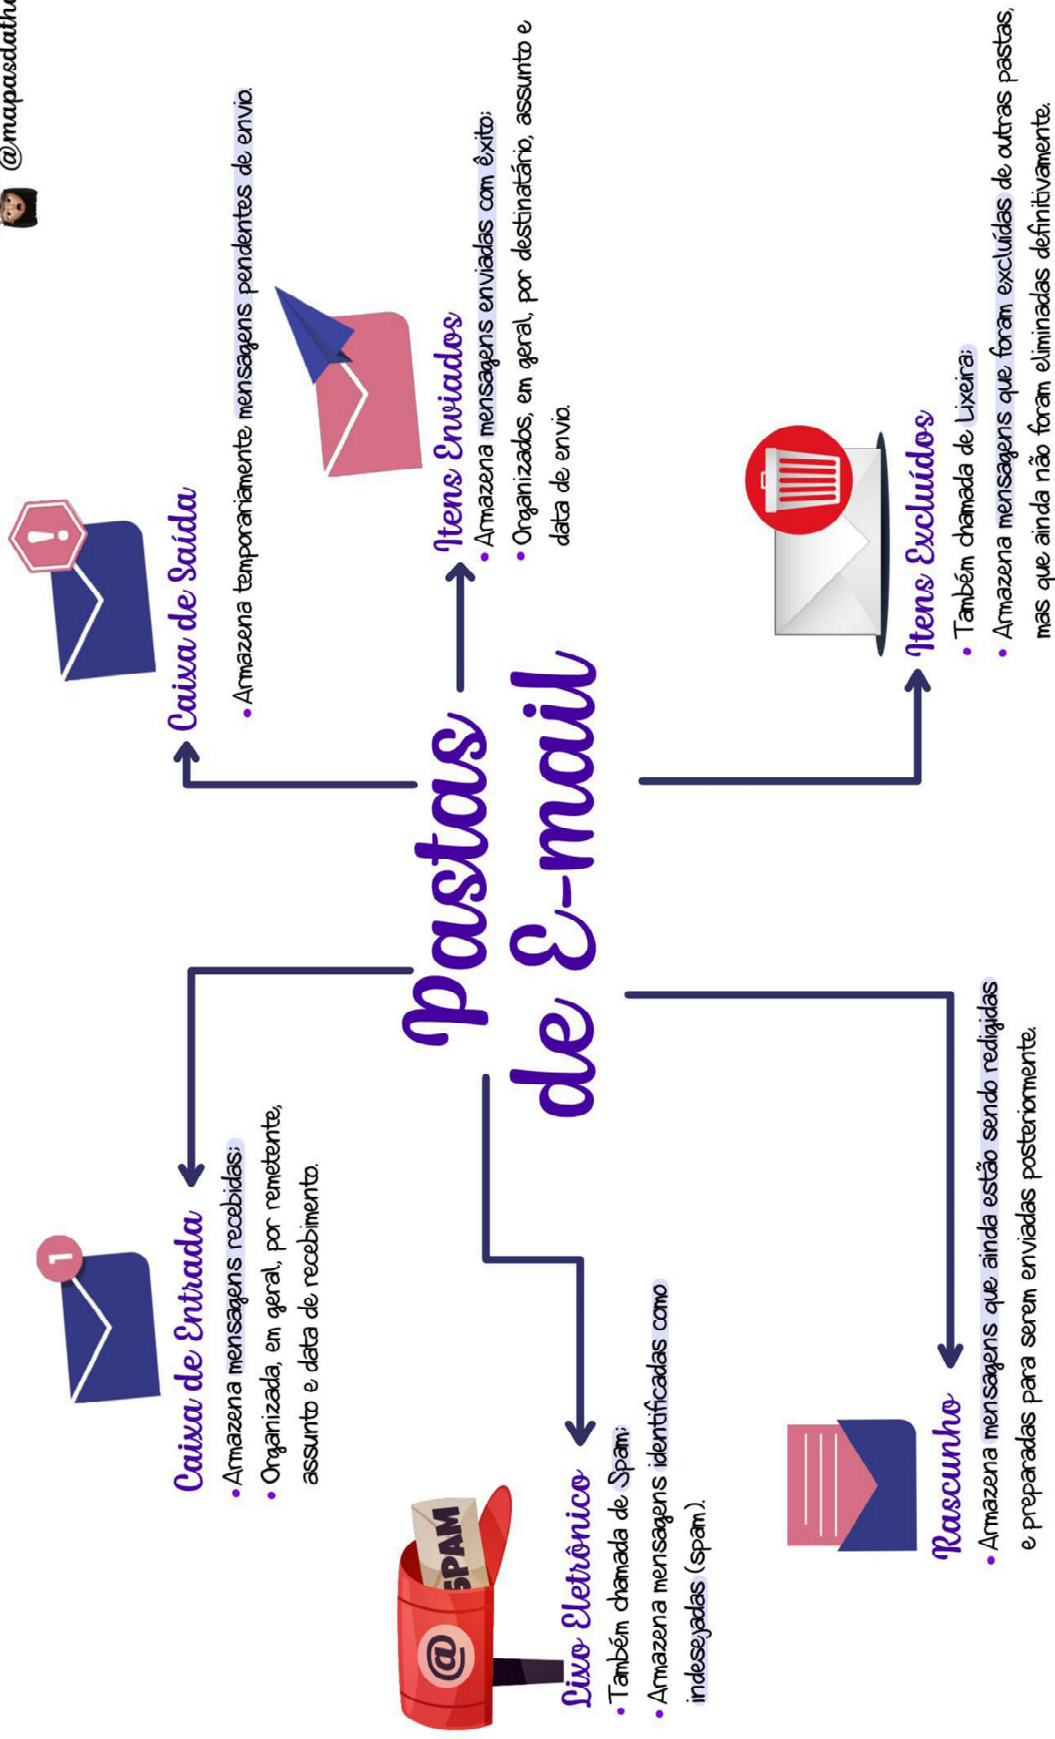 @mapasdath
Caixa de Entrada
• Armazena mensagens recebidas;
• Organizada, em geral, por remetente,
assunto e data de recebimento.
1
Caixa de Saída
• Armazena temporariamente mensagens pendentes de envio.
!
Pastas
de E-mail
Lixo Eletrônico
• Também chamada de Spam;
• Armazena mensagens identificadas como
indesejadas (spam).
@
SPAM
Itens Enviados
• Armazena mensagens enviadas com êxito;
• Organizados, em geral, por destinatário, assunto e
data de envio.
Rascunho
• Armazena mensagens que ainda estão sendo redigidas
e preparadas para serem enviadas posteriormente.
Itens Excluídos
• Também chamada de Lixeira;
• Armazena mensagens que foram excluídas de outras pastas,
mas que ainda não foram eliminadas definitivamente.